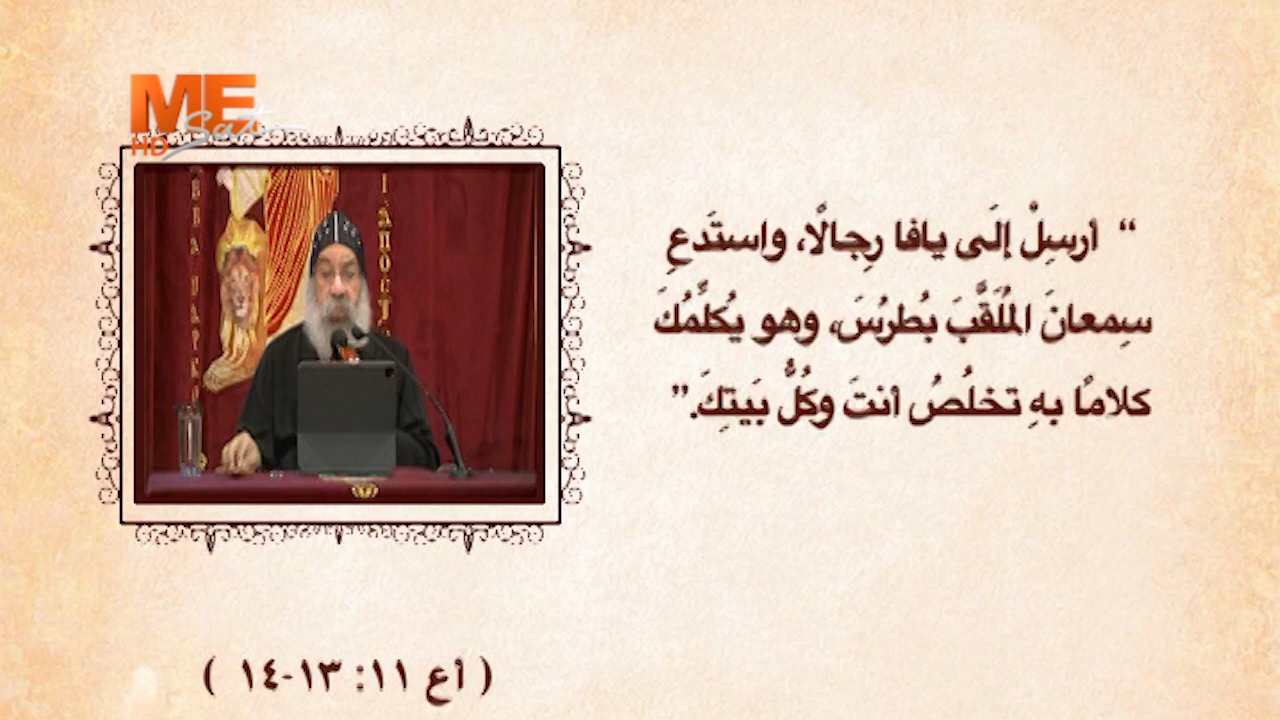 ME
Sat
HD
“ أرسِلْ إلَى يافا رِجالًا، واستَدعِ
سِمعانَ المُلَقَّبَ بُطرُسَ، وهو يُكلِّمُكَ
كلامًا بهِ تخلُصُ أنتَ وكُلُّ بَيتِكَ.”
( أع ١١: ١٣-١٤ )